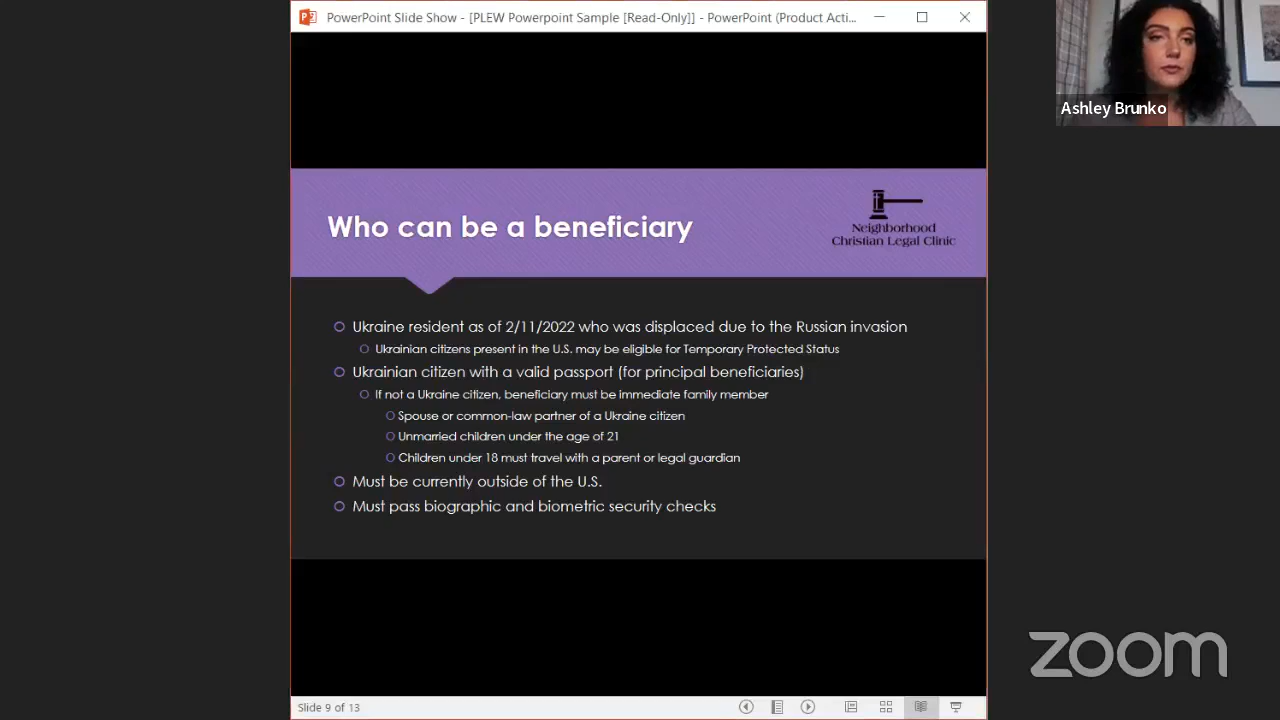 PowerPoint Slide Show - [PLEW Powerpoint Sample [Read-Only]] - PowerPoint (Product Acti...
Ashley Brunko
Who can be a beneficiary
Neighborhood
Christian Legal Clinic
Ukraine resident as of 2/11/2022 who was displaced due to the Russian invasion
Ukrainian citizens present in the U.S. may be eligible for Temporary Protected Status
Ukrainian citizen with a valid passport (for principal beneficiaries)
If not a Ukraine citizen, beneficiary must be immediate family member
Spouse or common-law partner of a Ukraine citizen
Unmarried children under the age of 21
Children under 18 must travel with a parent or legal guardian
Must be currently outside of the U.S.
Must pass biographic and biometric security checks
zoom
Slide 9 of 13